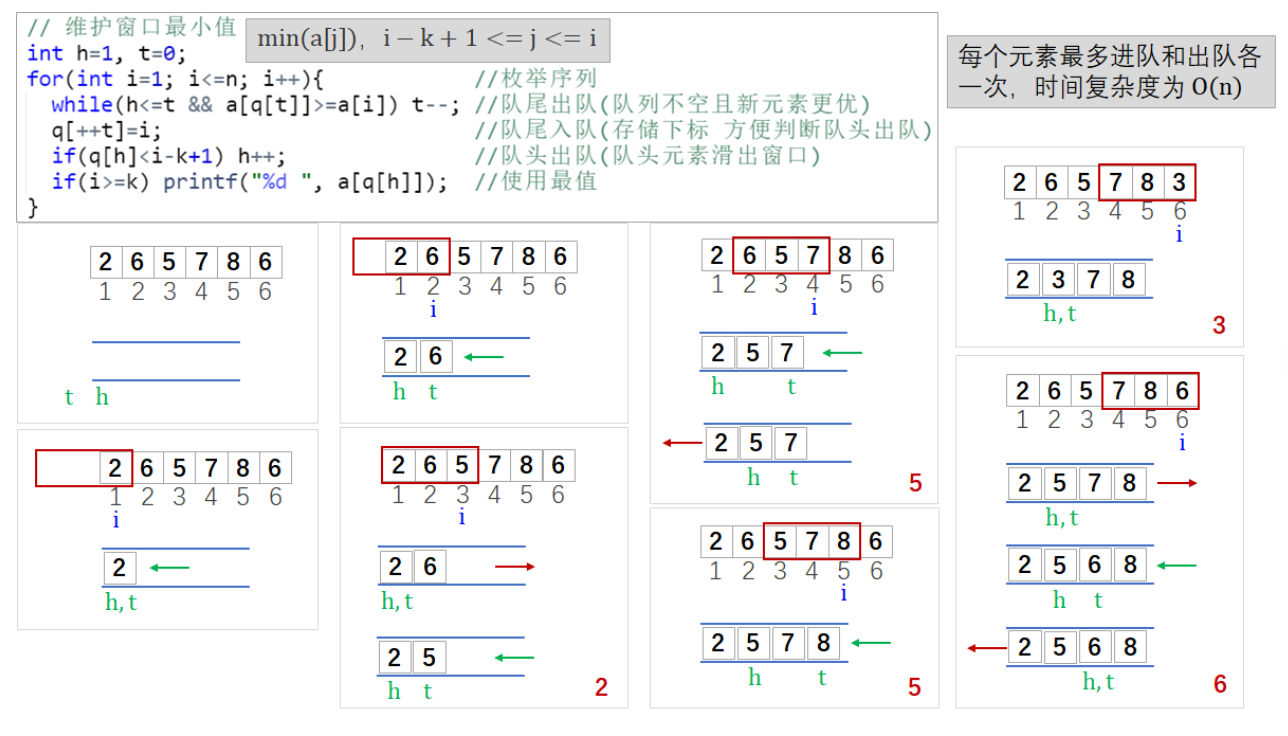 // 维护窗口最小值
min(a[j]),  i − k + 1 <= j <= i
int h=1, t=0;
for(int i=1; i<=n; i++){ //枚举序列
while(h<=t && a[q[t]]>=a[i]) t--; //队尾出队(队列不空且新元素更优)
q[++t]=i; //队尾入队(存储下标 方便判断队头出队)
if(q[h]<i-k+1) h++; //队头出队(队头元素滑出窗口)
if(i>=k) printf("%d ", a[q[h]]); //使用最值
}
每个元素最多进队和出队各
一次，时间复杂度为 O(n)
2 6 5 7 8 6
1 2 3 4 5 6
t h
2 6 5 7 8 6
1 2 3 4 5 6
i
2
h,t
2 6 5 7 8 6
1 2 3 4 5 6
i
2 6
h t
2 6 5 7 8 6
1 2 3 4 5 6
i
2 6
h,t
2 5
h t
2
2 6 5 7 8 6
1 2 3 4 5 6
i
2 5 7
h t
2 5 7
h t
5
2 6 5 7 8 6
1 2 3 4 5 6
i
2 5 7 8
h t
5
2 6 5 7 8 3
1 2 3 4 5 6
i
2 3 7 8
h,t
3
2 6 5 7 8 6
1 2 3 4 5 6
i
2 5 7 8
h,t
2 5 6 8
h t
2 5 6 8
h,t
6